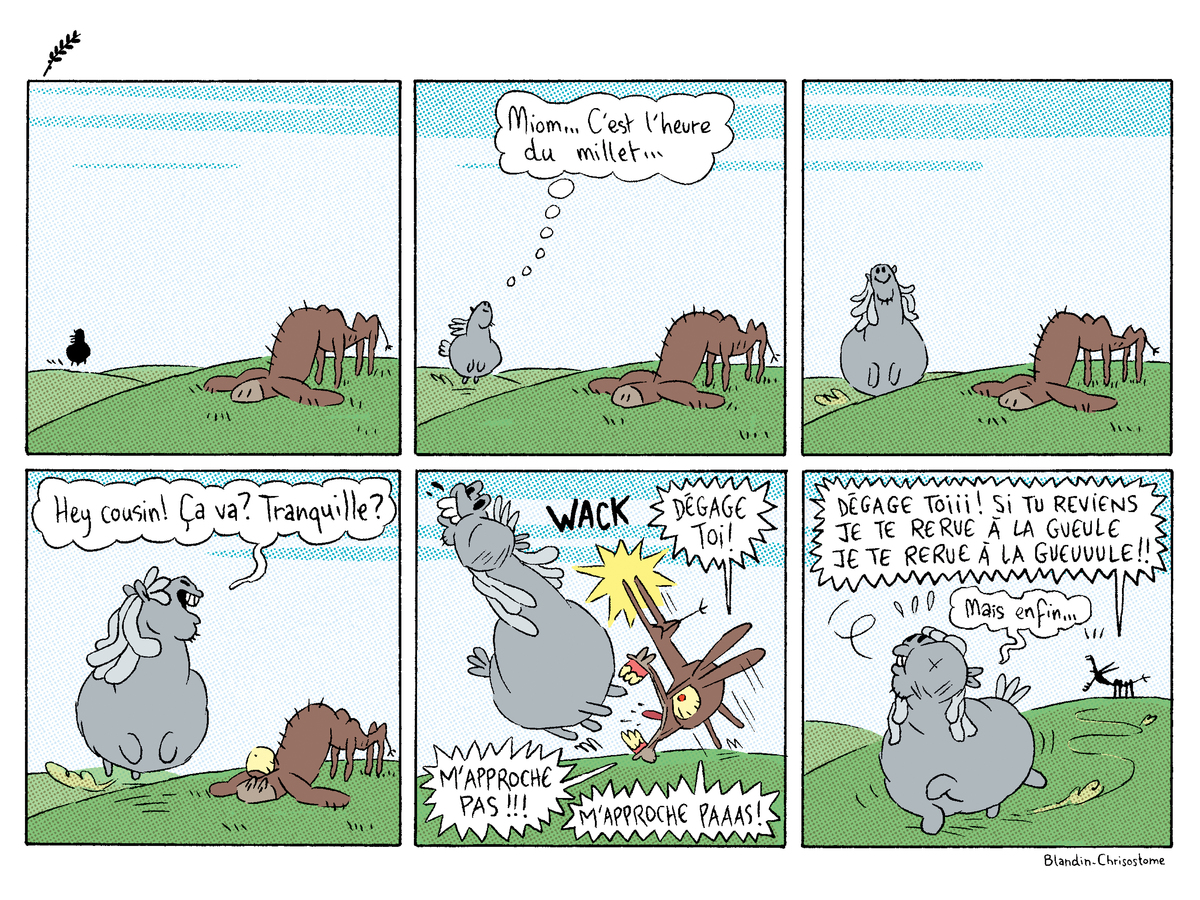 Miom... C'est l'heure
du millet...
Hey cousin! Ça va? Tranquille?
WACK
DÉGAGE
TOI!
M'APPROCHE
PAS!!!
M'APPROCHE PAAAS!
DÉGAGE TOIII! SI TU REVIENS
JE TE RERUE À LA GUEULE
JE TE RERUE À LA GUEUUULE!!
Mais enfin...
Blandin-Chrisostome